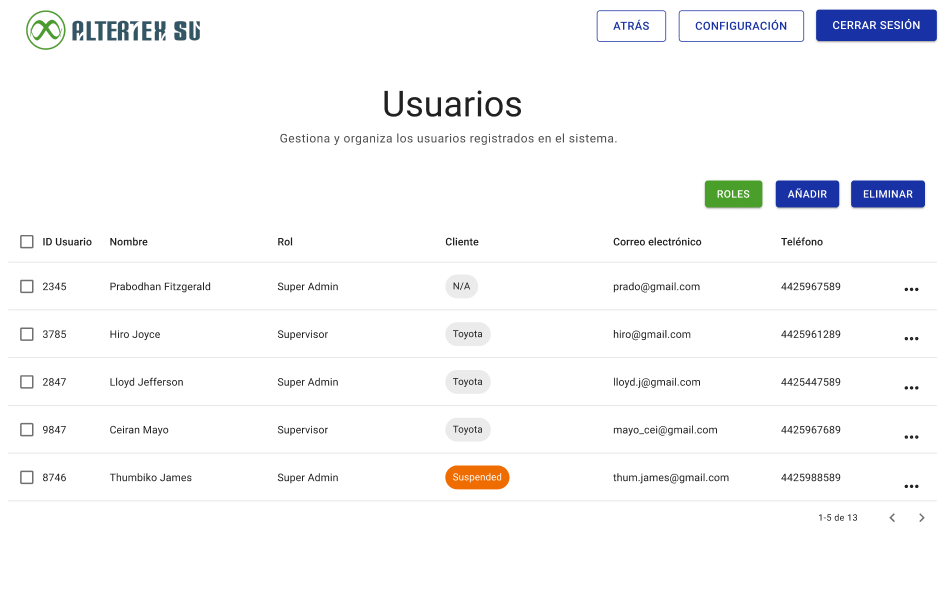 ALTERTEX SU
ATRÁS CONFIGURACIÓN CERRAR SESIÓN
Usuarios
Gestiona y organiza los usuarios registrados en el sistema.
ROLES AÑADIR ELIMINAR
ID Usuario Nombre Rol Cliente Correo electrónico Teléfono
2345 Prabodhan Fitzgerald Super Admin N/A prado@gmail.com 4425967589
3785 Hiro Joyce Supervisor Toyota hiro@gmail.com 4425961289
2847 Lloyd Jefferson Super Admin Toyota lloyd.j@gmail.com 4425447589
9847 Ceiran Mayo Supervisor Toyota mayo_cei@gmail.com 4425967689
8746 Thumbiko James Super Admin Suspended thum.james@gmail.com 4425988589
1-5 de 13